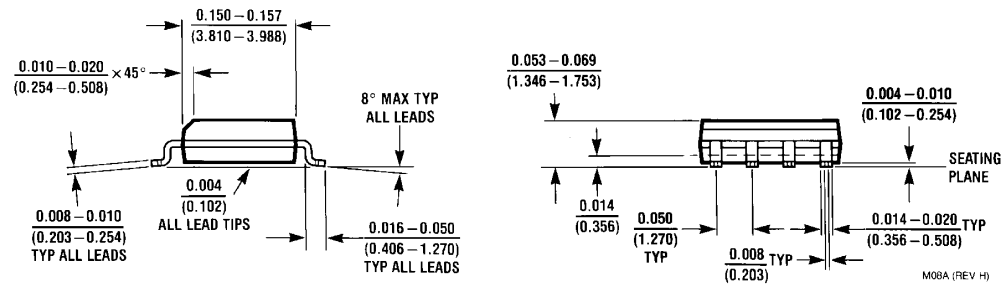 0.150 – 0.157
(3.810 – 3.988)
0.010 – 0.020 × 45°
(0.254 – 0.508)
8° MAX TYP
ALL LEADS
0.004
(0.102)
ALL LEAD TIPS
0.008 – 0.010
(0.203 – 0.254)
TYP ALL LEADS
0.016 – 0.050
(0.406 – 1.270)
TYP ALL LEADS
0.053 – 0.069
(1.346 – 1.753)
0.004 – 0.010
(0.102 – 0.254)
SEATING
PLANE
0.014
(0.356)
0.050
(1.270)
TYP
0.014 – 0.020 TYP
(0.356 – 0.508)
0.008 TYP
(0.203)
M08A (REV H)